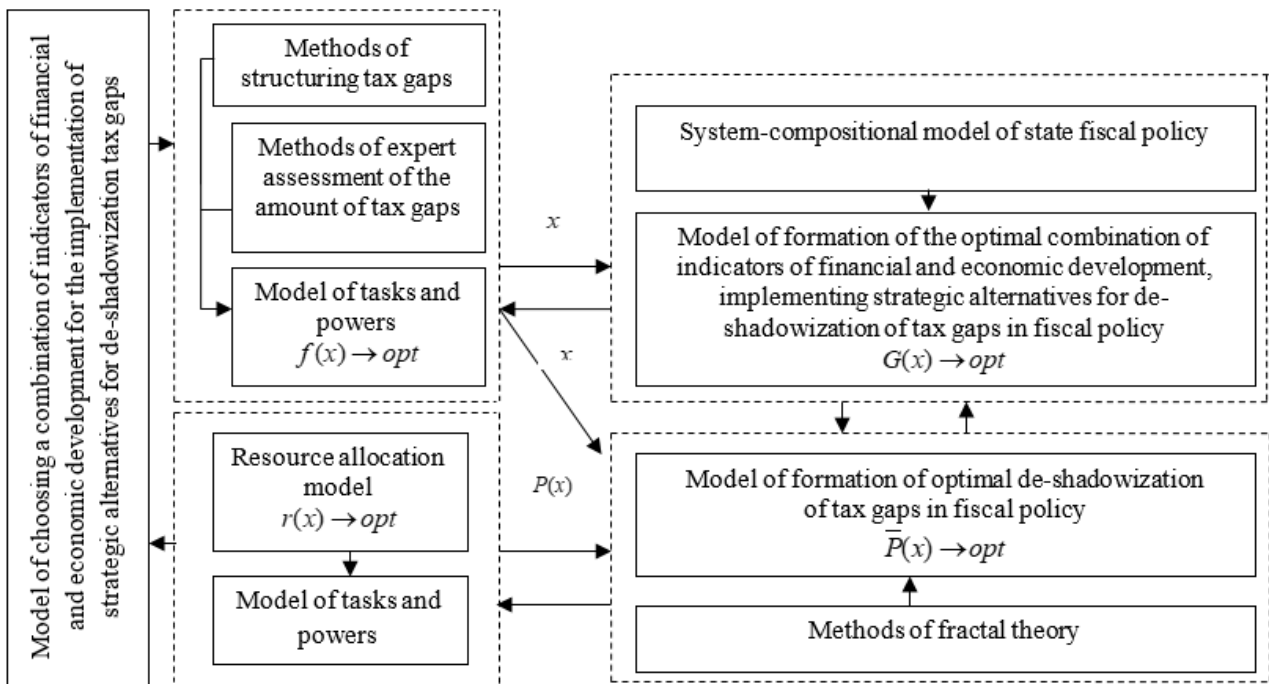 Model of choosing a combination of indicators of financial
and economic development for the implementation of
strategic alternatives for de-shadowization tax gaps
Methods of
structuring tax gaps
Methods of expert
assessment of the
amount of tax gaps
Model of tasks and
powers
f(x) → opt
Resource allocation
model
r(x) → opt
Model of tasks and
powers
x
x
P(x)
System-compositional model of state fiscal policy
Model of formation of the optimal combination of
indicators of financial and economic development,
implementing strategic alternatives for de-
shadowization of tax gaps in fiscal policy
G(x) → opt
Model of formation of optimal de-shadowization
of tax gaps in fiscal policy
P̅(x) → opt
Methods of fractal theory